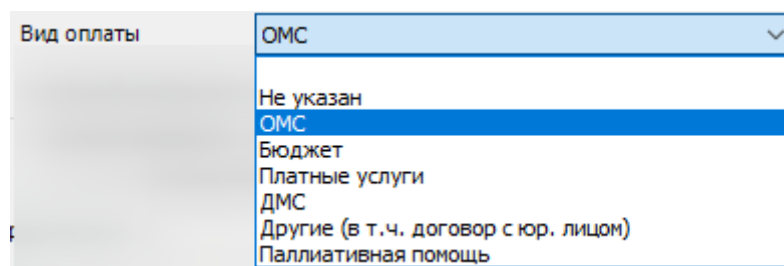 Вид оплаты ОМС
Не указан
ОМС
Бюджет
Платные услуги
ДМС
Другие (в т.ч. договор с юр. лицом)
Паллиативная помощь